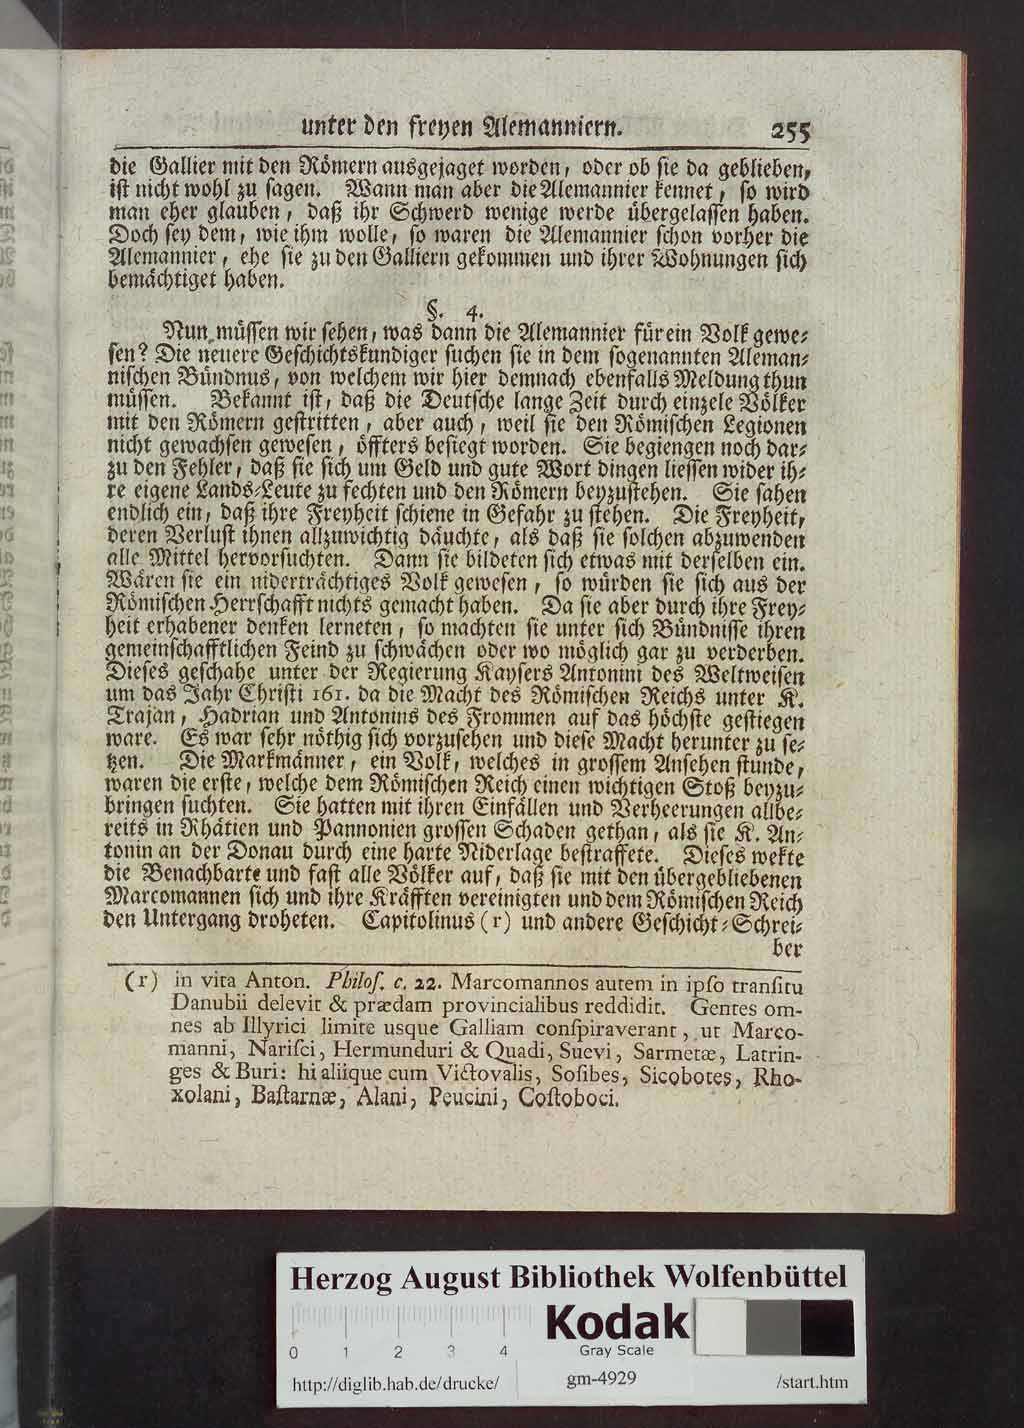 unter den freyen Alemanniern. 255
die Gallier mit den Römern ausgejaget worden, oder ob sie da geblieben,
ist nicht wohl zu sagen. Wann man aber die Alemannier kennet, so wird
man eher glauben, daß ihr Schwerd wenige werde übergelassen haben.
Doch sey dem, wie ihm wolle, so waren die Alemannier schon vorher die
Alemannier, ehe sie zu den Galliern gekommen und ihrer Wohnungen sich
bemächtiget haben.
§. 4.
Nun müssen wir sehen, was dann die Alemannier für ein Volk gewe-
sen? Die neuere Geschichtskundiger suchen sie in dem sogenannten Aleman-
nischen Bündnus, von welchem wir hier demnach ebenfalls Meldung thun
müssen. Bekannt ist, daß die Deutsche lange Zeit durch einzele Völker
mit den Römern gestritten, aber auch, weil sie den Römischen Legionen
nicht gewachsen gewesen, öffters besiegt worden. Sie begiengen noch dar-
zu den Fehler, daß sie sich um Geld und gute Wort dingen liessen wider ih-
re eigene Lands-Leute zu fechten und den Römern beyzustehen. Sie sahen
endlich ein, daß ihre Freyheit schiene in Gefahr zu stehen. Die Freyheit,
deren Verlust ihnen allzuwichtig däuchte, als daß sie solchen abzuwenden
alle Mittel hervorsuchten. Dann sie bildeten sich etwas mit derselben ein.
Wären sie ein niderträchtiges Volk gewesen, so würden sie sich aus der
Römischen Herrschafft nichts gemacht haben. Da sie aber durch ihre Frey-
heit erhabener denken lerneten, so machten sie unter sich Bündnisse ihren
gemeinschafftlichen Feind zu schwächen oder wo möglich gar zu verderben.
Dieses geschahe unter der Regierung Kaysers Antonini des Weltweisen
um das Jahr Christi 161. da die Macht des Römischen Reichs unter K.
Trajan, Hadrian und Antonins des Frommen auf das höchste gestiegen
ware. Es war sehr nöthig sich vorzusehen und diese Macht herunter zu se-
tzen. Die Markmänner, ein Volk, welches in grossem Ansehen stunde,
waren die erste, welche dem Römischen Reich einen wichtigen Stoß beyzu-
bringen suchten. Sie hatten mit ihren Einfällen und Verheerungen allbe-
reits in Rhätien und Pannonien grossen Schaden gethan, als sie K. An-
tonin an der Donau durch eine harte Niderlage bestraffete. Dieses wekte
die Benachbarte und fast alle Völker auf, daß sie mit den übergebliebenen
Marcomannen sich und ihre Kräfften vereinigten und dem Römischen Reich
den Untergang droheten. Capitolinus (r) und andere Geschicht-Schrei-
ber
(r) in vita Anton. Philos. c. 22. Marcomannos autem in ipso transitu
Danubii delevit & prædam provincialibus reddidit. Gentes om-
nes ab Illyrici limite usque Galliam conspiraverant, ut Marco-
manni, Narisci, Hermunduri & Quadi, Suevi, Sarmetæ, Latrin-
ges & Buri: hi aliique cum Victovalis, Sosibes, Sicobotes, Rho-
xolani, Bastarnæ, Alani, Peucini, Costoboci.
Herzog August Bibliothek Wolfenbüttel
Kodak
Gray Scale
0 1 2 3 4
http://diglib.hab.de/drucke/ gm-4929 /start.htm